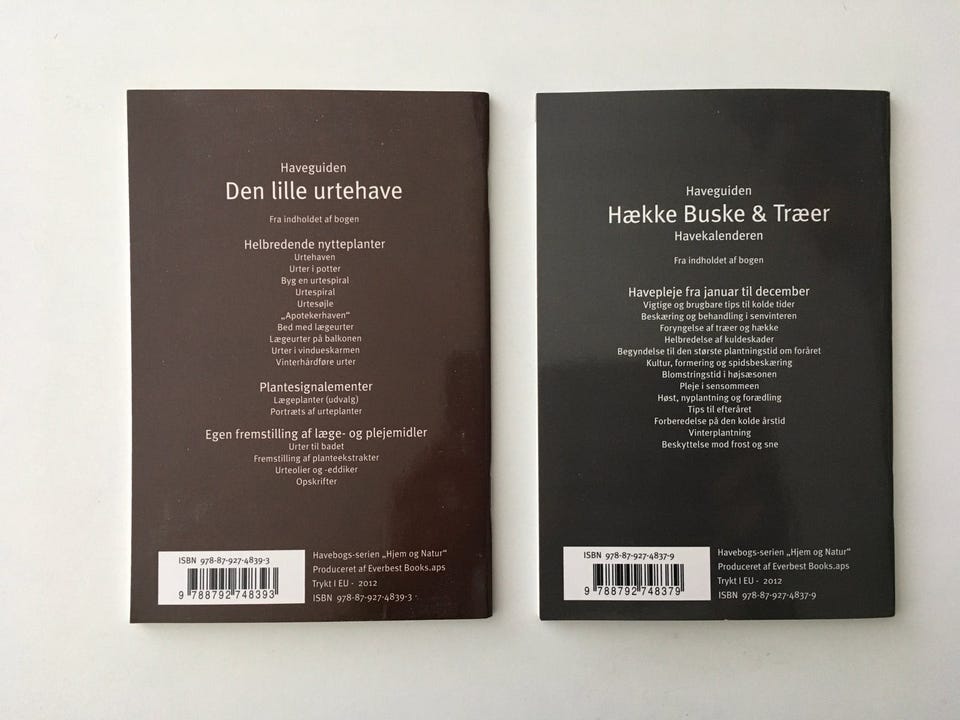 Haveguiden
Den lille urtehave
Fra indholdet af bogen
Helbredende nytteplanter
Urtehaven
Urter i potter
Byg en urtespiral
Urtespiral
Urtesøjle
„Apotekerhaven“
Bed med lægeurter
Lægeurter på balkonen
Urter i vindueskarmen
Vinterhårdføre urter
Plantesignalementer
Lægeplanter (udvalg)
Portræts af urteplanter
Egen fremstilling af læge- og plejemidler
Urter til badet
Fremstilling af planteekstrakter
Urteolier og -eddiker
Opskrifter
ISBN 978-87-927-4839-3
9 788792 748393
Havebogs-serien „Hjem og Natur“
Produceret af Everbest Books.aps
Trykt I EU - 2012
ISBN 978-87-927-4839-3
Haveguiden
Hække Buske & Træer
Havekalenderen
Fra indholdet af bogen
Havepleje fra januar til december
Vigtige og brugbare tips til kolde tider
Beskæring og behandling i senvinteren
Foryngelse af træer og hække
Helbredelse af kuldeskader
Begyndelse til den største plantningstid om foråret
Kultur, formering og spidsbeskæring
Blomstringstid i højsæsonen
Pleje i sensommeen
Høst, nyplantning og forædling
Tips til efteråret
Forberedelse på den kolde årstid
Vinterplantning
Beskyttelse mod frost og sne
ISBN 978-87-927-4837-9
9 788792 748379
Havebogs-serien „Hjem og Natur“
Produceret af Everbest Books.aps
Trykt I EU - 2012
ISBN 978-87-927-4837-9